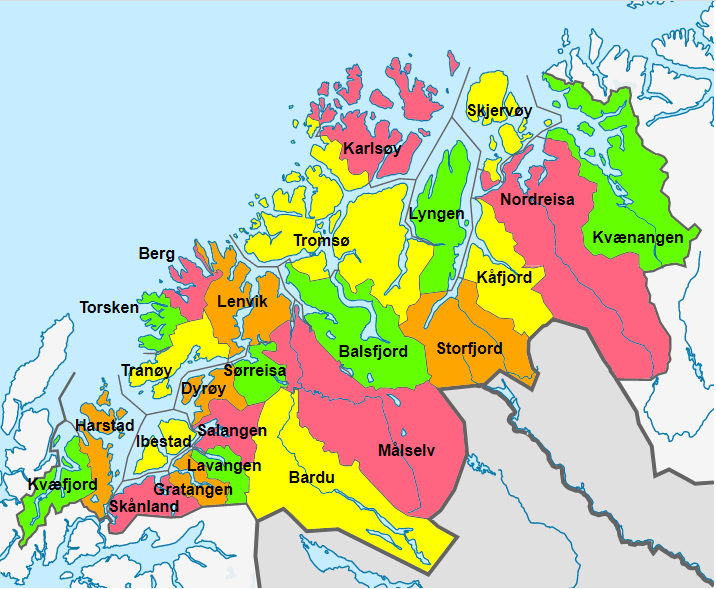 Skjervøy
Karlsøy
Nordreisa
Lyngen
Kvænangen
Tromsø
Berg
Kåfjord
Lenvik
Torsken
Storfjord
Balsfjord
Tranøy
Sørreisa
Dyrøy
Harstad
Salangen
Ibestad
Målselv
Lavangen
Bardu
Kvæfjord
Gratangen
Skånland